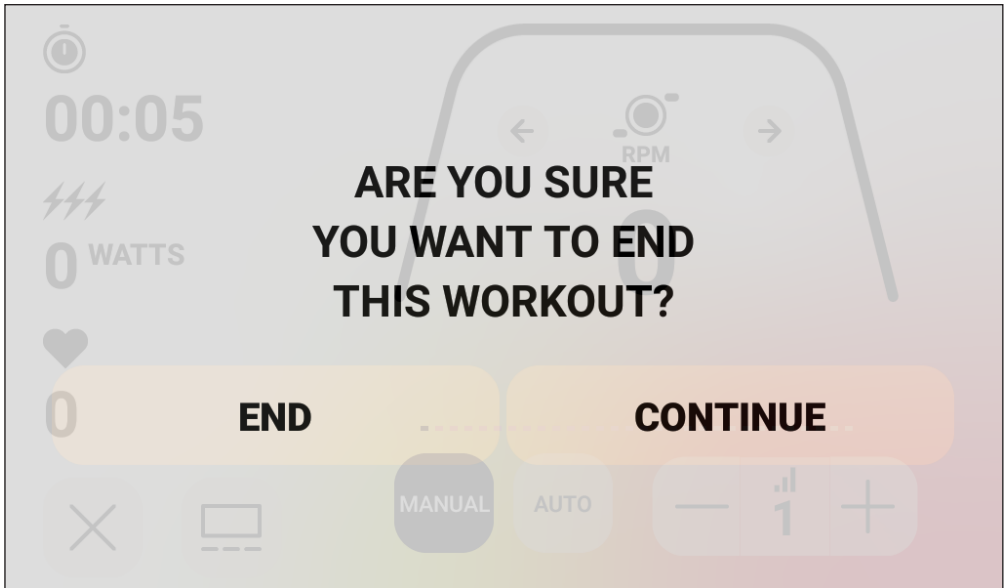 00:05
RPM
ARE YOU SURE
0 WATTS
YOU WANT TO END
0
THIS WORKOUT?
0
END
CONTINUE
MANUAL
AUTO
1